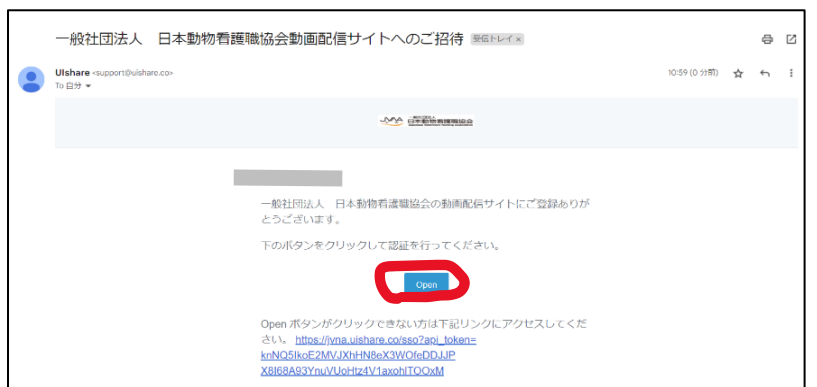 一般社団法人　日本動物看護職協会動画配信サイトへのご招待 受信トレイ×
UIshare <support@uishare.co>
10:59 (0 分前)
To 自分
一般社団法人
日本動物看護職協会
一般社団法人　日本動物看護職協会の動画配信サイトにご登録ありが
とうございます。
下のボタンをクリックして認証を行ってください。
Open
Open ボタンがクリックできない方は下記リンクにアクセスしてくだ
さい。 https://jvna.uishare.co/sso?api_token=
knNQ5IkoE2MVJXhHN8eX3WOfeDDJJP
X8I68A93YnuVUoHtz4V1axohlTOOxM